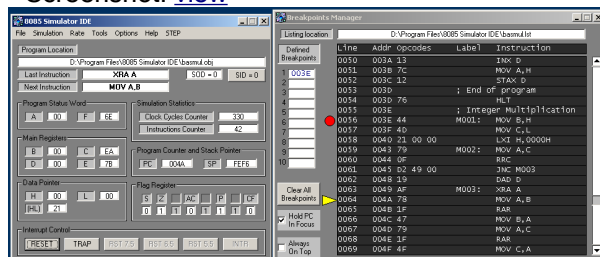 Screenshot: View
8085 Simulator IDE
File Simulation Rate Tools Options Help STEP
Program Location
D:\Program Files\8085 Simulator IDE\basmul.obj
Last Instruction XRA A SOD = 0 SID = 0
Next Instruction MOV A,B
Program Status Word
A 00 F 6E
Simulation Statistics
Clock Cycles Counter 330
Instructions Counter 42
Main Registers
B 00 C EA
D 00 E 7B
Program Counter and Stack Pointer
PC 004A SP FEF6
Data Pointer
H 00 L 00
(HL) 21
Flag Register
S Z AC P CF
0 1 1 0 1 1 1 0
Interrupt Control
RESET TRAP RST 7.5 RST 6.5 RST 5.5 INTR
Breakpoints Manager
Listing location D:\Program Files\8085 Simulator IDE\basmul.lst
Defined Breakpoints
1 003E
2
3
4
5
6
7
8
9
10
Clear All Breakpoints
Hold PC In Focus
Always On Top
Line Addr Opcodes Label Instruction
0050 003A 13 INX D
0051 003B 7C MOV A,H
0052 003C 12 STAX D
0053 003D ; End of program
0054 003D 76 HLT
0055 003E ; Integer Multiplication
0056 003E 44 M001: MOV B,H
0057 003F 4D MOV C,L
0058 0040 21 00 00 LXI H,0000H
0059 0043 79 M002: MOV A,C
0060 0044 0F RRC
0061 0045 D2 49 00 JNC M003
0062 0048 19 DAD D
0063 0049 AF M003: XRA A
0064 004A 78 MOV A,B
0065 004B 1F RAR
0066 004C 47 MOV B,A
0067 004D 79 MOV A,C
0068 004E 1F RAR
0069 004F 4F MOV C,A